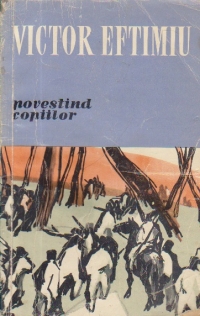 VICTOR EFTIMIU
povestind
copiilor